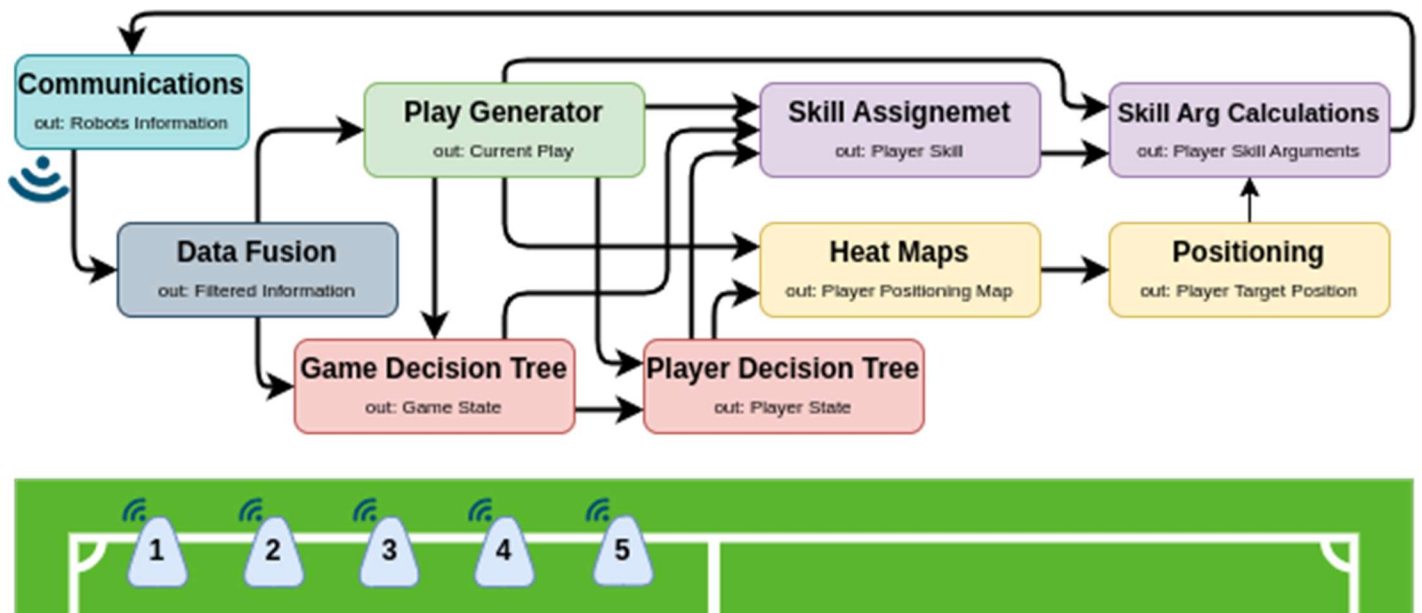 Communications
out: Robots Information
Play Generator
out: Current Play
Skill Assignemet
out: Player Skill
Skill Arg Calculations
out: Player Skill Arguments
Data Fusion
out: Filtered Information
Heat Maps
out: Player Positioning Map
Positioning
out: Player Target Position
Game Decision Tree
out: Game State
Player Decision Tree
out: Player State
1 2 3 4 5